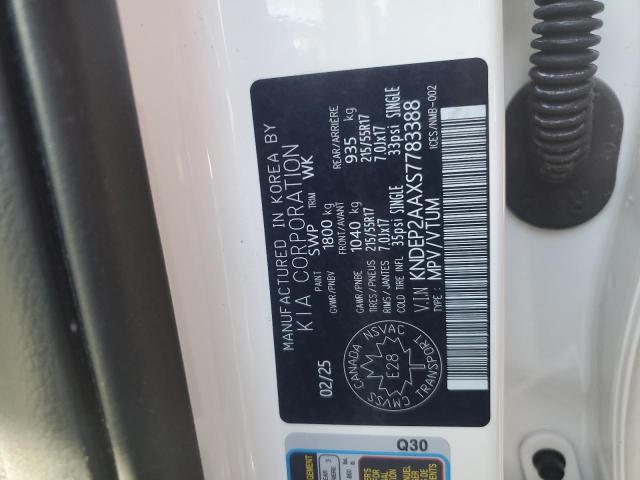 MANUFACTURED IN KOREA BY
KIA CORPORATION
02/25 PAINT SWP TRIM WK
GVWR/PNBV 1800 kg
FRONT/AVANT REAR/ARRIÈRE
GAWR/PNBE 1040 kg 935 kg
TIRES/PNEUS 215/55R17 215/55R17
RIMS/JANTES 7.0Jx17 7.0Jx17
COLD TIRE INFL 35psi SINGLE 33psi SINGLE
V.I.N KNDEP2AAXS7783388
TYPE : MPV/VTUM ICES/NMB-002
CANADA NSVAC
CMVSS
E28
TRANSPORT
Q30